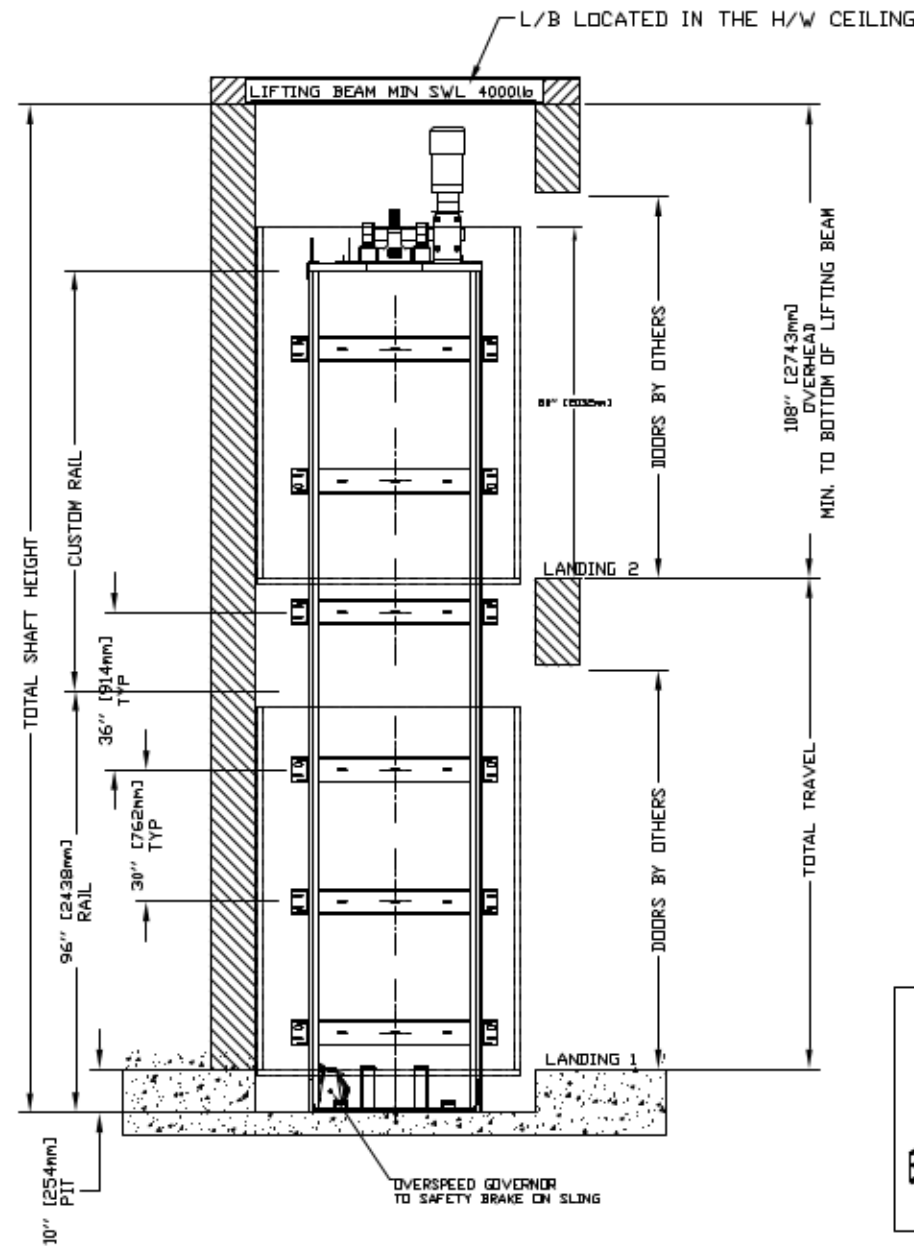 L/B LOCATED IN THE H/W CEILING
LIFTING BEAM MIN SWL 4000lb
TOTAL SHAFT HEIGHT
CUSTOM RAIL
36" [914mm]
TYP
30" [762mm]
TYP
96" [2438mm]
RAIL
10" [254mm]
PIT
80" [2032mm]
DOORS BY OTHERS
108" [2743mm]
OVERHEAD
MIN. TO BOTTOM OF LIFTING BEAM
LANDING 2
DOORS BY OTHERS
TOTAL TRAVEL
LANDING 1
OVERSPEED GOVERNOR
TO SAFETY BRAKE ON SLING